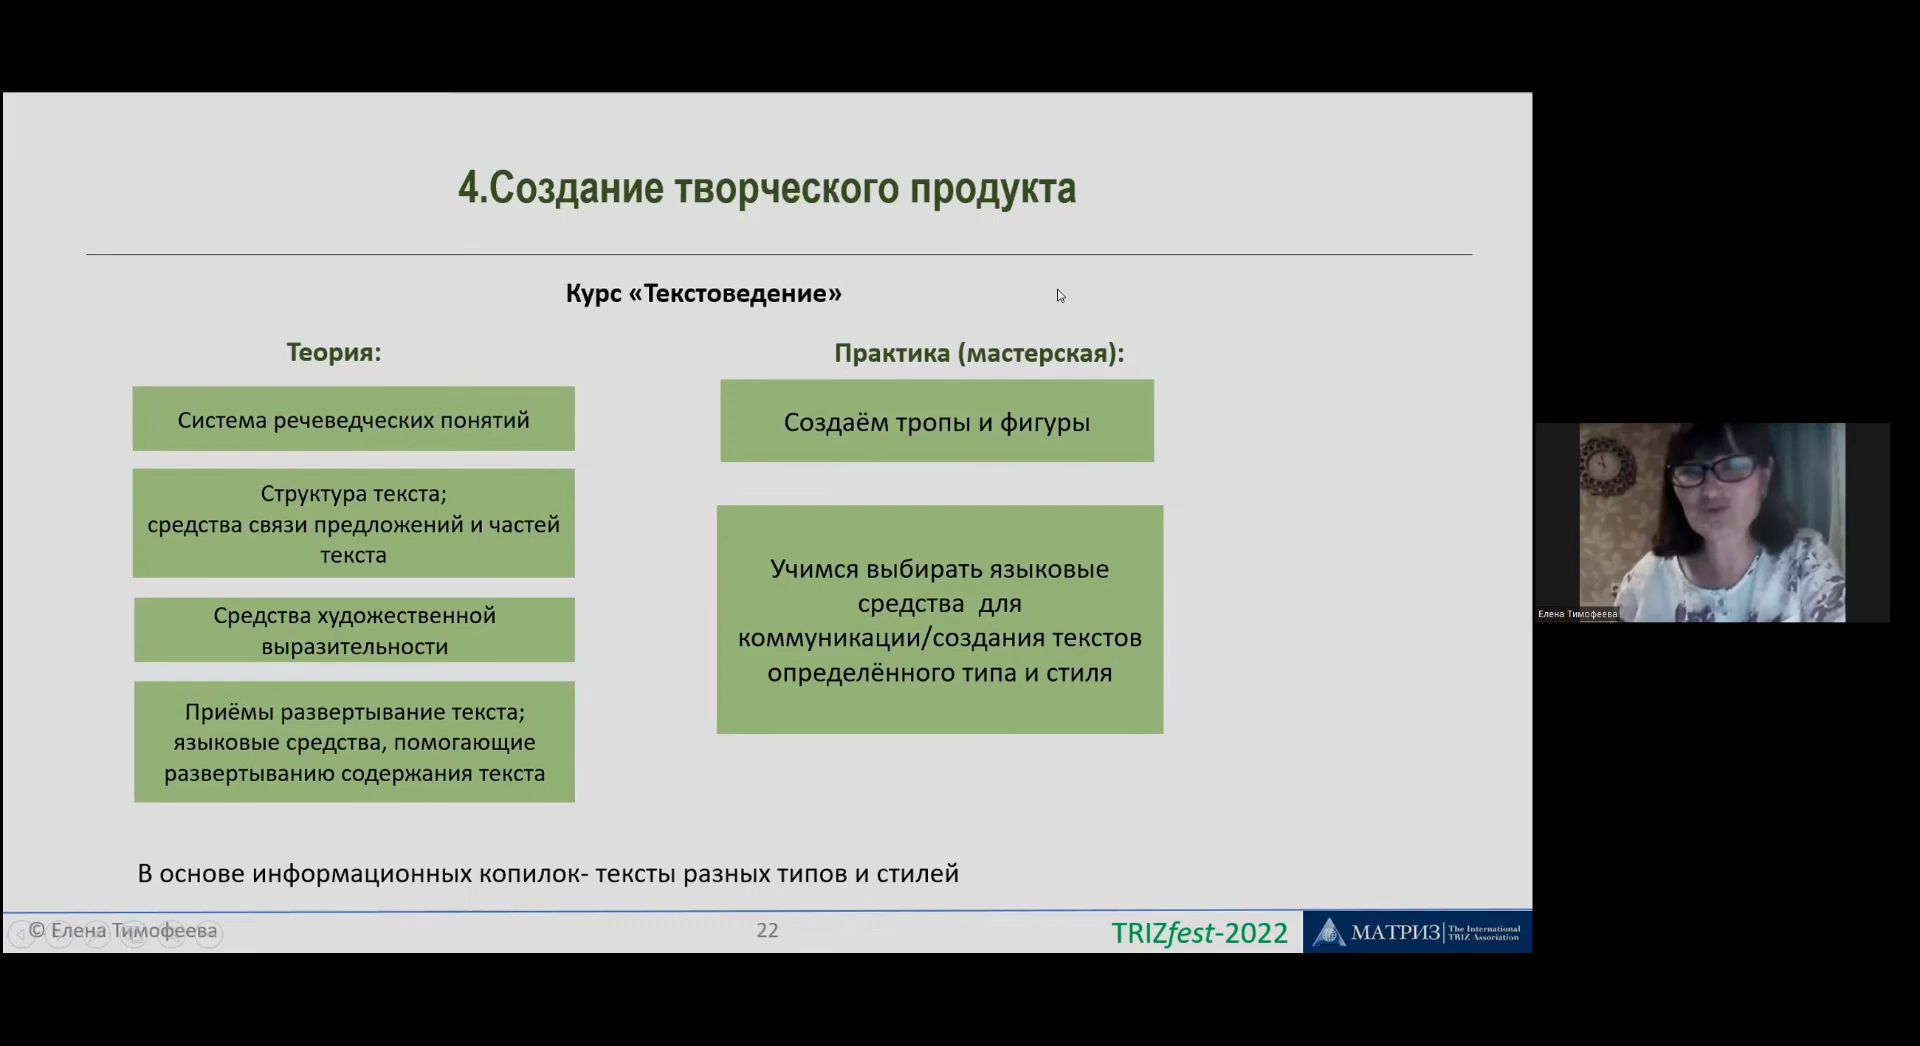 4.Создание творческого продукта
Курс «Текстоведение»
Теория:
Система речеведческих понятий
Структура текста;
средства связи предложений и частей
текста
Средства художественной
выразительности
Приёмы развертывание текста;
языковые средства, помогающие
развертыванию содержания текста
Практика (мастерская):
Создаём тропы и фигуры
Учимся выбирать языковые
средства для
коммуникации/создания текстов
определённого типа и стиля
В основе информационных копилок- тексты разных типов и стилей
© Елена Тимофеева
22
TRIZfest-2022
МАТРИЗ
The International
TRIZ Association
Елена Тимофеева